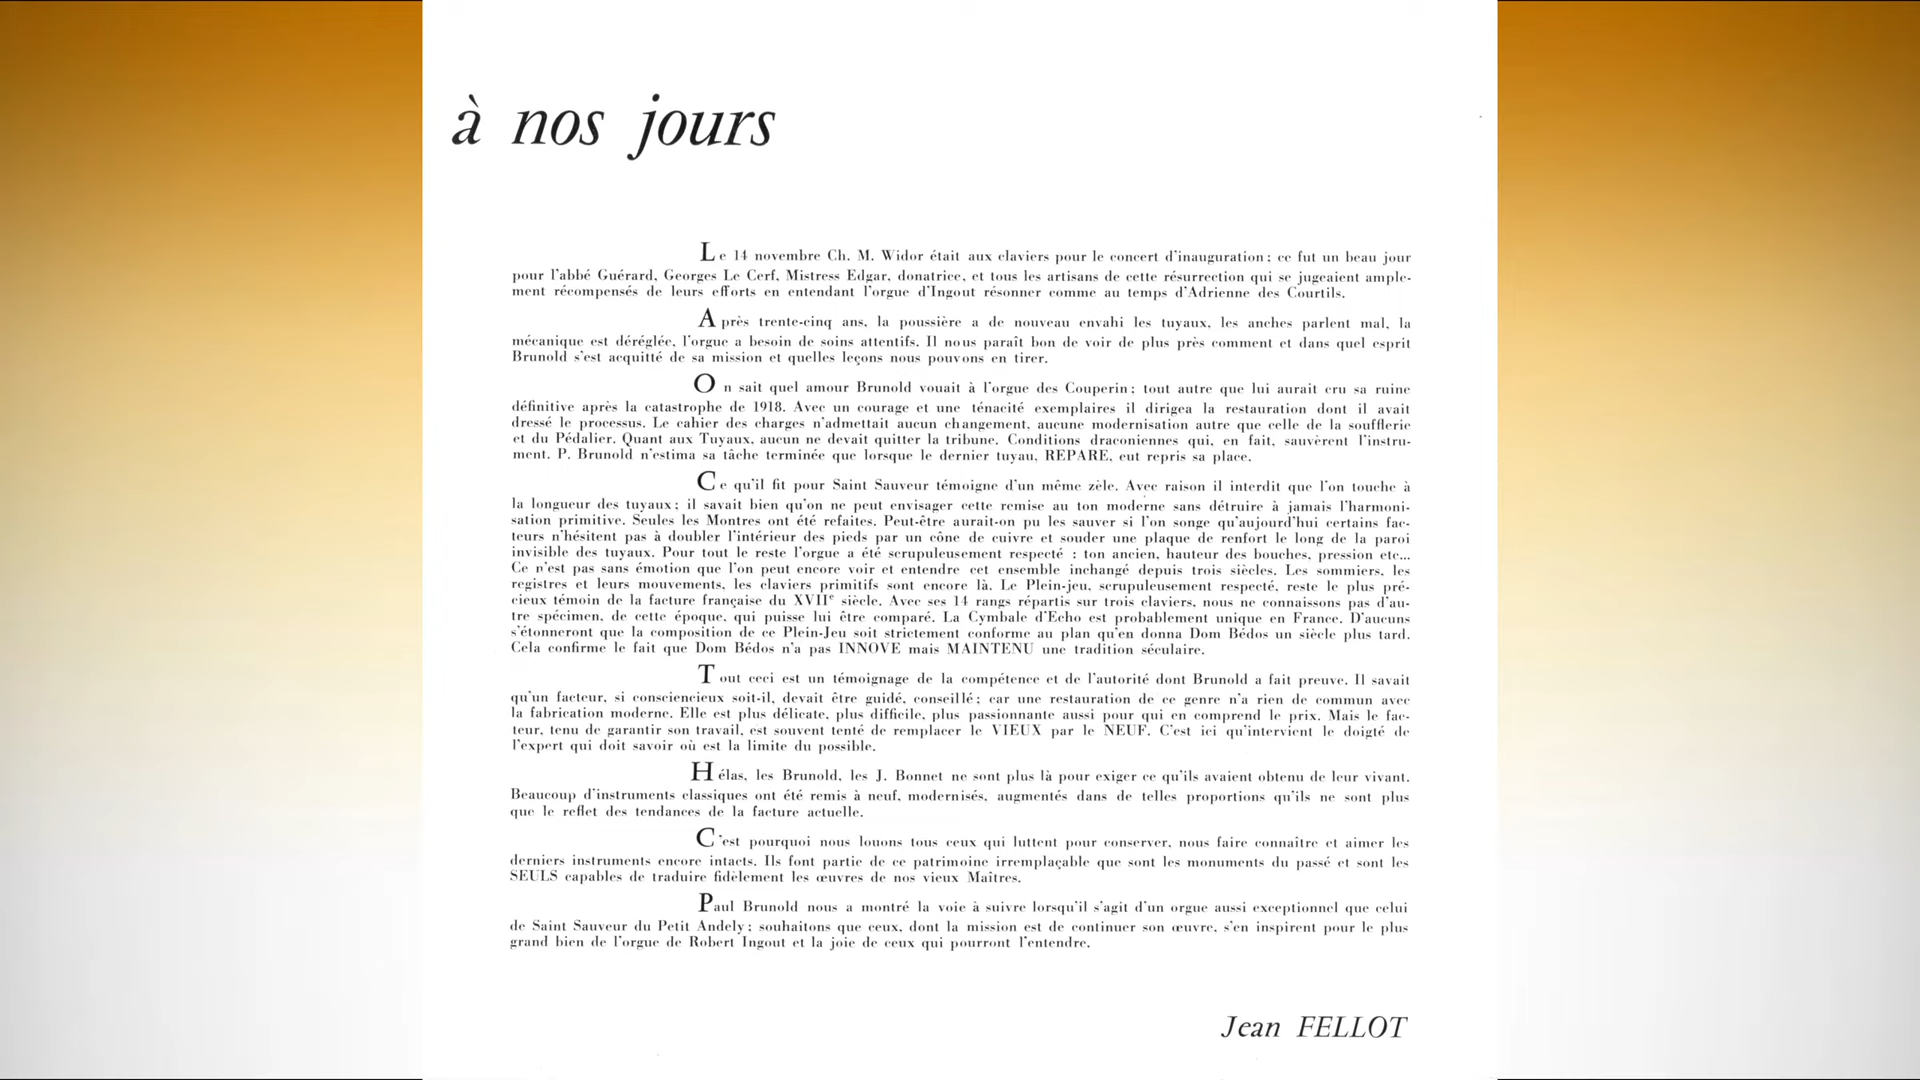 à nos jours
Le 14 novembre Ch. M. Widor était aux claviers pour le concert d'inauguration ; ce fut un beau jour
pour l'abbé Guérard, Georges Le Cerf, Mistress Edgar, donatrice, et tous les artisans de cette résurrection qui se jugeaient ample-
ment récompensés de leurs efforts en entendant l'orgue d'Ingout résonner comme au temps d'Adrienne des Courtils.
Après trente-cinq ans, la poussière a de nouveau envahi les tuyaux, les anches parlent mal, la
mécanique est déréglée, l'orgue a besoin de soins attentifs. Il nous paraît bon de voir de plus près comment et dans quel esprit
Brunold s'est acquitté de sa mission et quelles leçons nous pouvons en tirer.
On sait quel amour Brunold vouait à l'orgue des Couperin ; tout autre que lui aurait cru sa ruine
définitive après la catastrophe de 1918. Avec un courage et une ténacité exemplaires il dirigea la restauration dont il avait
dressé le processus. Le cahier des charges n'admettait aucun changement, aucune modernisation autre que celle de la soufflerie
et du Pédalier. Quant aux Tuyaux, aucun ne devait quitter la tribune. Conditions draconiennes qui, en fait, sauvèrent l'instru-
ment. P. Brunold n'estima sa tâche terminée que lorsque le dernier tuyau, REPARE, eut repris sa place.
Ce qu'il fit pour Saint Sauveur témoigne d'un même zèle. Avec raison il interdit que l'on touche à
la longueur des tuyaux ; il savait bien qu'on ne peut envisager cette remise au ton moderne sans détruire à jamais l'harmoni-
sation primitive. Seules les Montres ont été refaites. Peut-être aurait-on pu les sauver si l'on songe qu'aujourd'hui certains fac-
teurs n'hésitent pas à doubler l'intérieur des pieds par un cône de cuivre et souder une plaque de renfort le long de la paroi
invisible des tuyaux. Pour tout le reste l'orgue a été scrupuleusement respecté : ton ancien, hauteur des bouches, pression etc...
Ce n'est pas sans émotion que l'on peut encore voir et entendre cet ensemble inchangé depuis trois siècles. Les sommiers, les
registres et leurs mouvements, les claviers primitifs sont encore là. Le Plein-jeu, scrupuleusement respecté, reste le plus pré-
cieux témoin de la facture française du XVIIe siècle. Avec ses 14 rangs répartis sur trois claviers, nous ne connaissons pas d'au-
tre spécimen, de cette époque, qui puisse lui être comparé. La Cymbale d'Echo est probablement unique en France. D'aucuns
s'étonneront que la composition de ce Plein-Jeu soit strictement conforme au plan qu'en donna Dom Bédos un siècle plus tard.
Cela confirme le fait que Dom Bédos n'a pas INNOVE mais MAINTENU une tradition séculaire.
Tout ceci est un témoignage de la compétence et de l'autorité dont Brunold a fait preuve. Il savait
qu'un facteur, si consciencieux soit-il, devait être guidé, conseillé ; car une restauration de ce genre n'a rien de commun avec
la fabrication moderne. Elle est plus délicate, plus difficile, plus passionnante aussi pour qui en comprend le prix. Mais le fac-
teur, tenu de garantir son travail, est souvent tenté de remplacer le VIEUX par le NEUF. C'est ici qu'intervient le doigté de
l'expert qui doit savoir où est la limite du possible.
Hélas, les Brunold, les J. Bonnet ne sont plus là pour exiger ce qu'ils avaient obtenu de leur vivant.
Beaucoup d'instruments classiques ont été remis à neuf, modernisés, augmentés dans de telles proportions qu'ils ne sont plus
que le reflet des tendances de la facture actuelle.
C'est pourquoi nous louons tous ceux qui luttent pour conserver, nous faire connaître et aimer les
derniers instruments encore intacts. Ils font partie de ce patrimoine irremplaçable que sont les monuments du passé et sont les
SEULS capables de traduire fidèlement les œuvres de nos vieux Maîtres.
Paul Brunold nous a montré la voie à suivre lorsqu'il s'agit d'un orgue aussi exceptionnel que celui
de Saint Sauveur du Petit Andely ; souhaitons que ceux, dont la mission est de continuer son œuvre, s'en inspirent pour le plus
grand bien de l'orgue de Robert Ingout et la joie de ceux qui pourront l'entendre.
Jean FELLOT